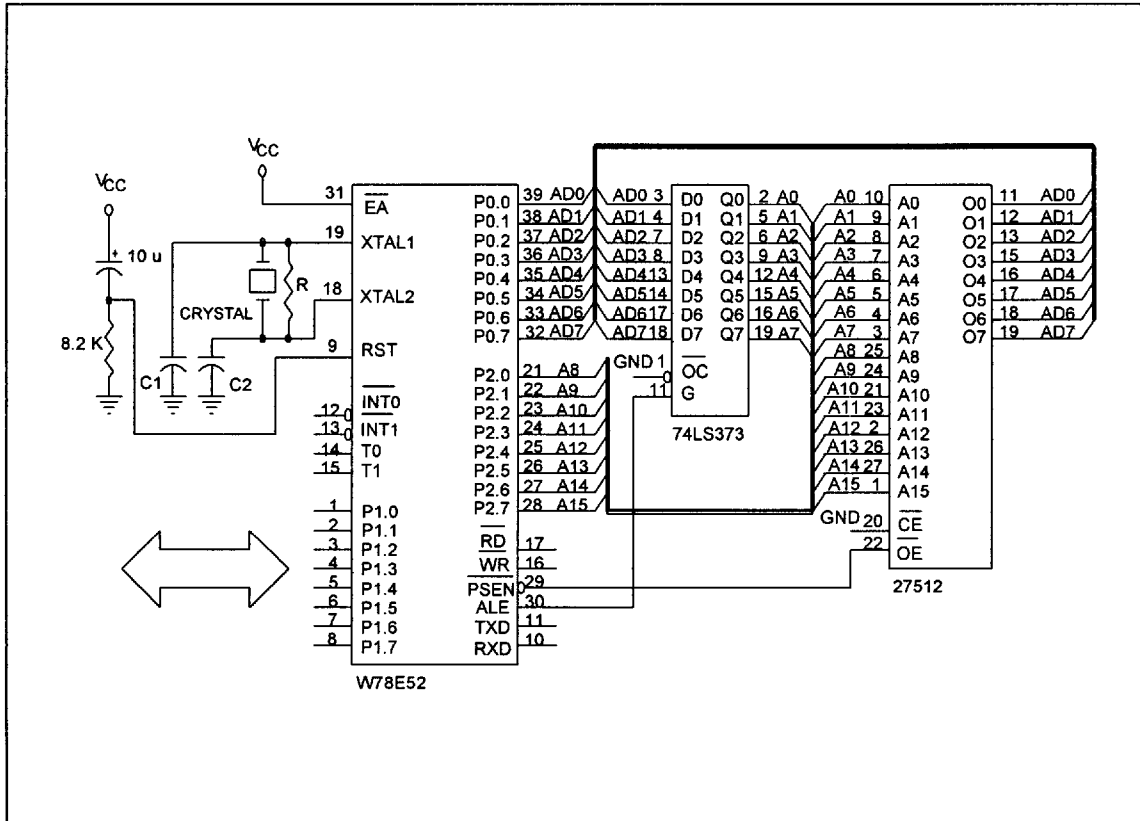 VCC
VCC
10 u
8.2 K
C1
C2
CRYSTAL
R
31 EA
19 XTAL1
18 XTAL2
9 RST
12 INT0
13 INT1
14 T0
15 T1
1 P1.0
2 P1.1
3 P1.2
4 P1.3
5 P1.4
6 P1.5
7 P1.6
8 P1.7
P0.0 39 AD0
P0.1 38 AD1
P0.2 37 AD2
P0.3 36 AD3
P0.4 35 AD4
P0.5 34 AD5
P0.6 33 AD6
P0.7 32 AD7
P2.0 21 A8
P2.1 22 A9
P2.2 23 A10
P2.3 24 A11
P2.4 25 A12
P2.5 26 A13
P2.6 27 A14
P2.7 28 A15
RD 17
WR 16
PSEN 29
ALE 30
TXD 11
RXD 10
W78E52
AD0 3 D0 Q0 2 A0
AD1 4 D1 Q1 5 A1
AD2 7 D2 Q2 6 A2
AD3 8 D3 Q3 9 A3
AD4 13 D4 Q4 12 A4
AD5 14 D5 Q5 15 A5
AD6 17 D6 Q6 16 A6
AD7 18 D7 Q7 19 A7
GND 1 OC
11 G
74LS373
A0 10 A0 O0 11 AD0
A1 9 A1 O1 12 AD1
A2 8 A2 O2 13 AD2
A3 7 A3 O3 15 AD3
A4 6 A4 O4 16 AD4
A5 5 A5 O5 17 AD5
A6 4 A6 O6 18 AD6
A7 3 A7 O7 19 AD7
A8 25 A8
A9 24 A9
A10 21 A10
A11 23 A11
A12 2 A12
A13 26 A13
A14 27 A14
A15 1 A15
GND 20 CE
22 OE
27512